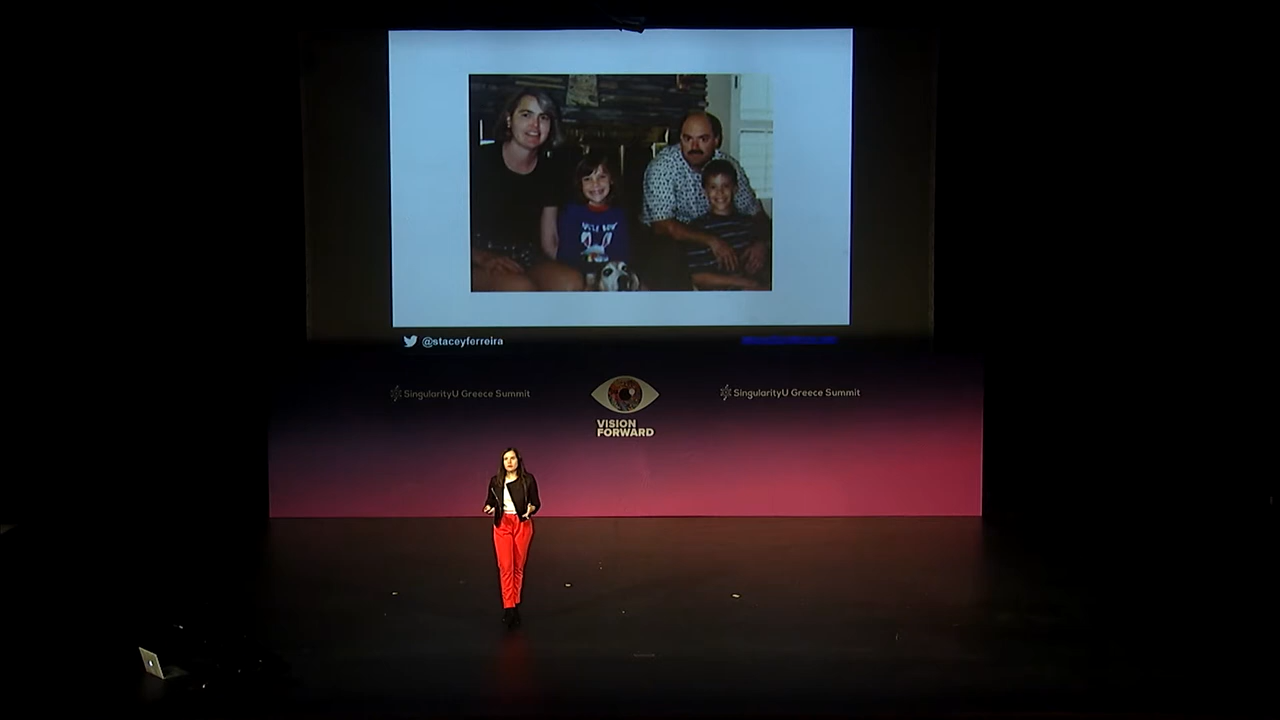 @staceyferreira
SingularityU Greece Summit
SingularityU Greece Summit
VISION
FORWARD